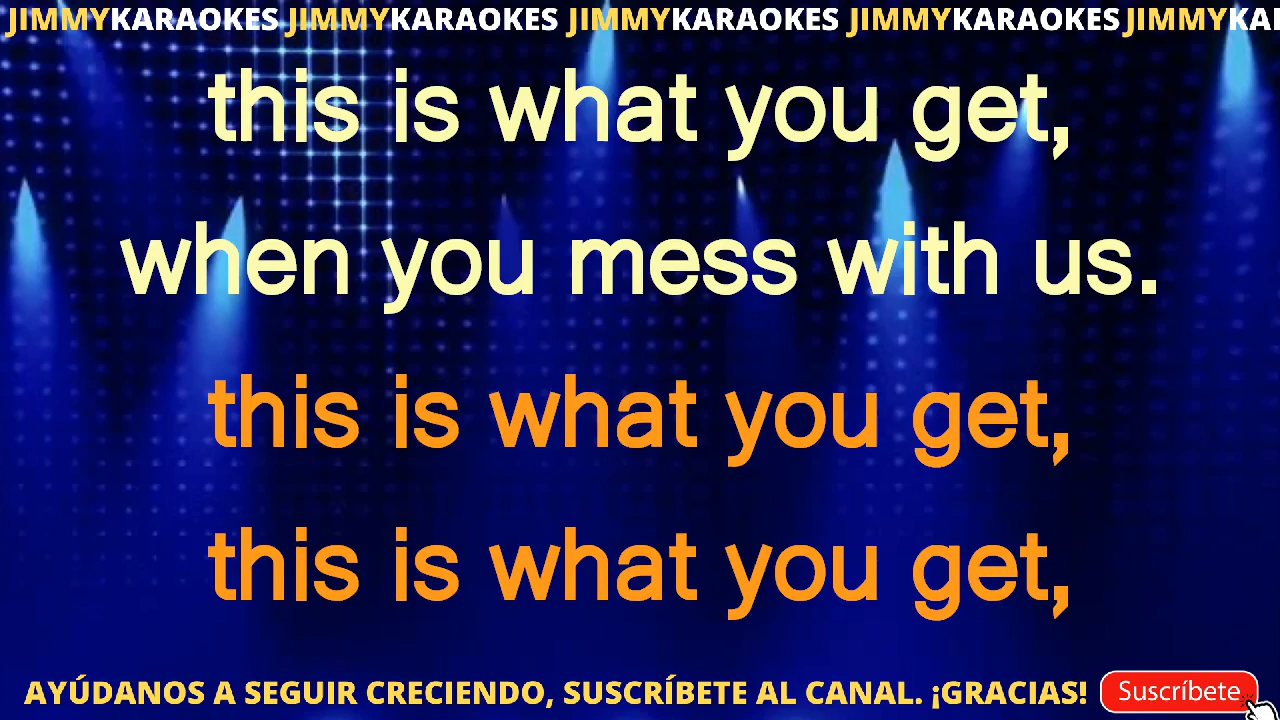 JIMMYKARAOKES JIMMYKARAOKES JIMMYKARAOKES JIMMYKARAOKES JIMMYKA
this is what you get,
when you mess with us.
this is what you get,
this is what you get,
AYÚDANOS A SEGUIR CRECIENDO, SUSCRÍBETE AL CANAL. ¡GRACIAS! Suscríbete